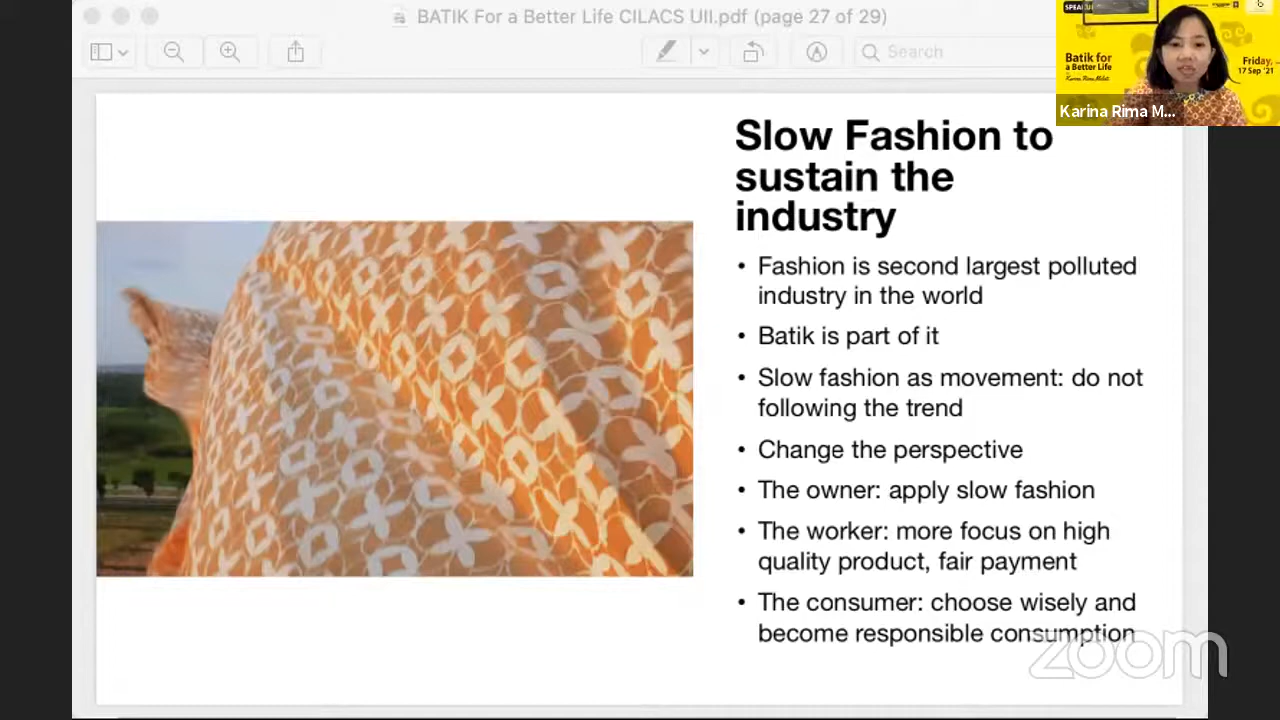 BATIK For a Better Life CILACS UII.pdf (page 27 of 29)
Search
Batik for
a Better Life
Karina Rima Melati
Friday,
17 Sep '21
Karina Rima M...
Slow Fashion to
sustain the
industry
• Fashion is second largest polluted
industry in the world
• Batik is part of it
• Slow fashion as movement: do not
following the trend
• Change the perspective
• The owner: apply slow fashion
• The worker: more focus on high
quality product, fair payment
• The consumer: choose wisely and
become responsible consumption
zoom